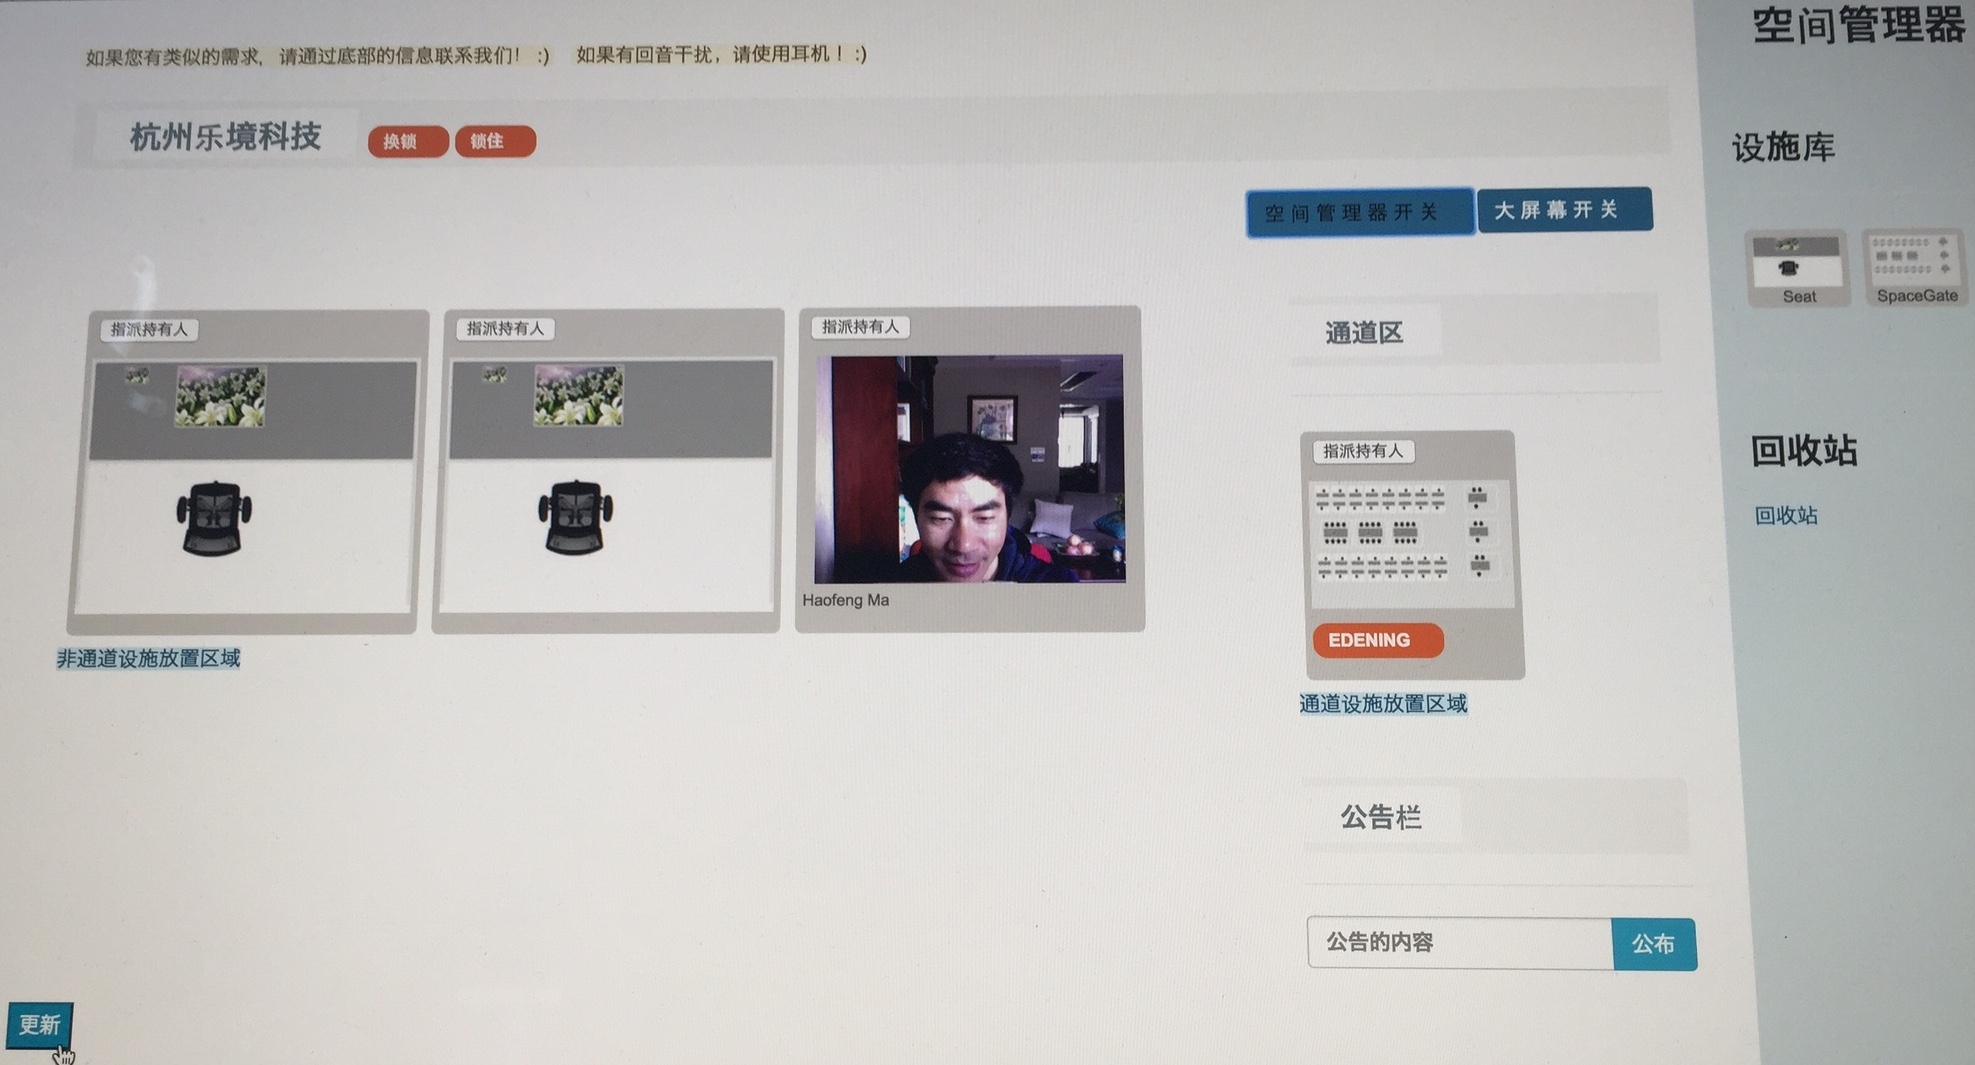 如果您有类似的需求,请通过底部的信息联系我们! :) 如果有回音干扰,请使用耳机! :)
杭州乐境科技 换锁 锁住
空间管理器开关 大屏幕开关
指派持有人 指派持有人 指派持有人
Haofeng Ma
非通道设施放置区域
通道区
指派持有人
EDENING
通道设施放置区域
公告栏
公告的内容 公布
更新
空间管理器
设施库
Seat SpaceGate
回收站
回收站